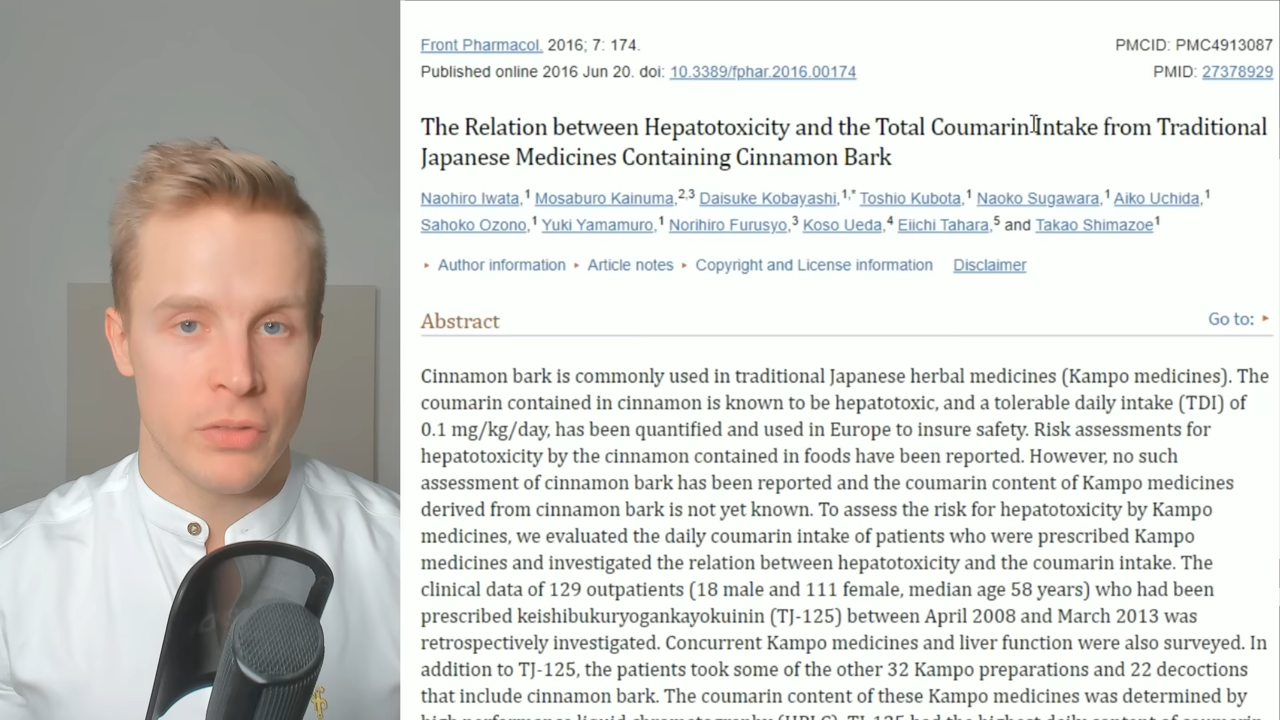 Front Pharmacol. 2016; 7: 174.
PMCID: PMC4913087
Published online 2016 Jun 20. doi: 10.3389/fphar.2016.00174
PMID: 27378929
The Relation between Hepatotoxicity and the Total Coumarin Intake from Traditional
Japanese Medicines Containing Cinnamon Bark
Naohiro Iwata,1 Mosaburo Kainuma,2,3 Daisuke Kobayashi,1,* Toshio Kubota,1 Naoko Sugawara,1 Aiko Uchida,1
Sahoko Ozono,1 Yuki Yamamuro,1 Norihiro Furusyo,3 Koso Ueda,4 Eiichi Tahara,5 and Takao Shimazoe1
Author information Article notes Copyright and License information Disclaimer
Abstract
Go to:
Cinnamon bark is commonly used in traditional Japanese herbal medicines (Kampo medicines). The
coumarin contained in cinnamon is known to be hepatotoxic, and a tolerable daily intake (TDI) of
0.1 mg/kg/day, has been quantified and used in Europe to insure safety. Risk assessments for
hepatotoxicity by the cinnamon contained in foods have been reported. However, no such
assessment of cinnamon bark has been reported and the coumarin content of Kampo medicines
derived from cinnamon bark is not yet known. To assess the risk for hepatotoxicity by Kampo
medicines, we evaluated the daily coumarin intake of patients who were prescribed Kampo
medicines and investigated the relation between hepatotoxicity and the coumarin intake. The
clinical data of 129 outpatients (18 male and 111 female, median age 58 years) who had been
prescribed keishibukuryogankayokuinin (TJ-125) between April 2008 and March 2013 was
retrospectively investigated. Concurrent Kampo medicines and liver function were also surveyed. In
addition to TJ-125, the patients took some of the other 32 Kampo preparations and 22 decoctions
that include cinnamon bark. The coumarin content of these Kampo medicines was determined by
high performance liquid chromatography (HPLC). TJ-125 had the highest daily content of coumarin